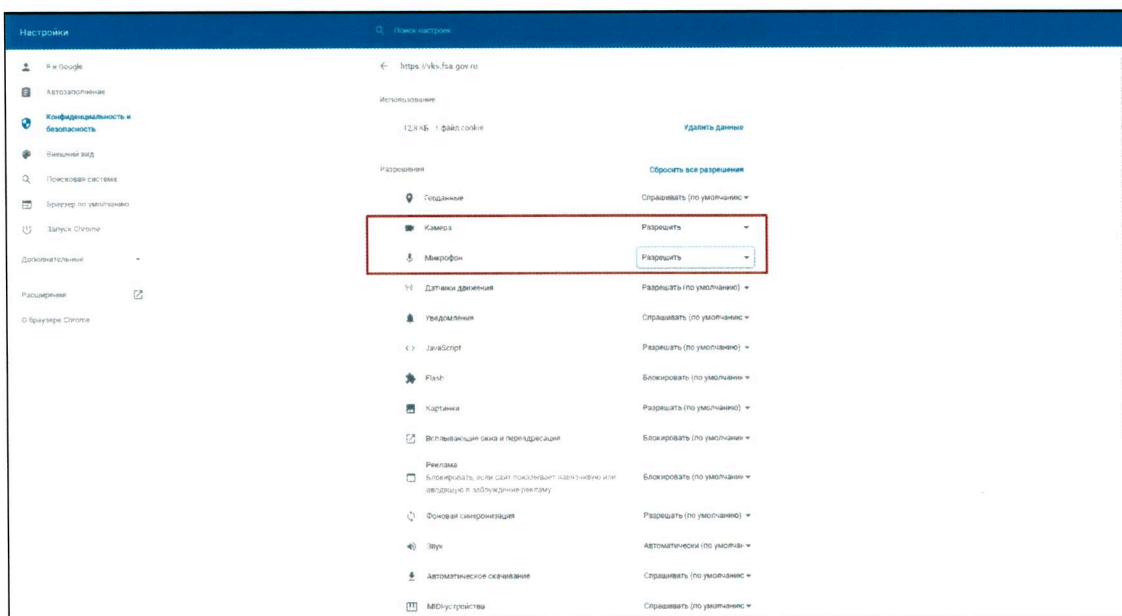 Настройки
Поиск настроек
Я и Google
Автозаполнение
Конфиденциальность и
безопасность
Внешний вид
Поисковая система
Браузер по умолчанию
Запуск Chrome
Дополнительные
Расширения
О браузере Chrome
https://vks.fsa.gov.ru
Использование
12,8 КБ · 1 файл cookie
Удалить данные
Разрешения
Сбросить все разрешения
Геоданные
Спрашивать (по умолчанию
Камера
Разрешить
Микрофон
Разрешить
Датчики движения
Разрешать (по умолчанию)
Уведомления
Спрашивать (по умолчанию
JavaScript
Разрешать (по умолчанию)
Flash
Блокировать (по умолчани
Картинки
Разрешать (по умолчанию)
Всплывающие окна и переадресация
Блокировать (по умолчани
Реклама
Блокировать, если сайт показывает навязчивую или
вводящую в заблуждение рекламу
Блокировать (по умолчани
Фоновая синхронизация
Разрешать (по умолчанию)
Звук
Автоматически (по умолча
Автоматическое скачивание
Спрашивать (по умолчанию
MIDI-устройства
Спрашивать (по умолчанию